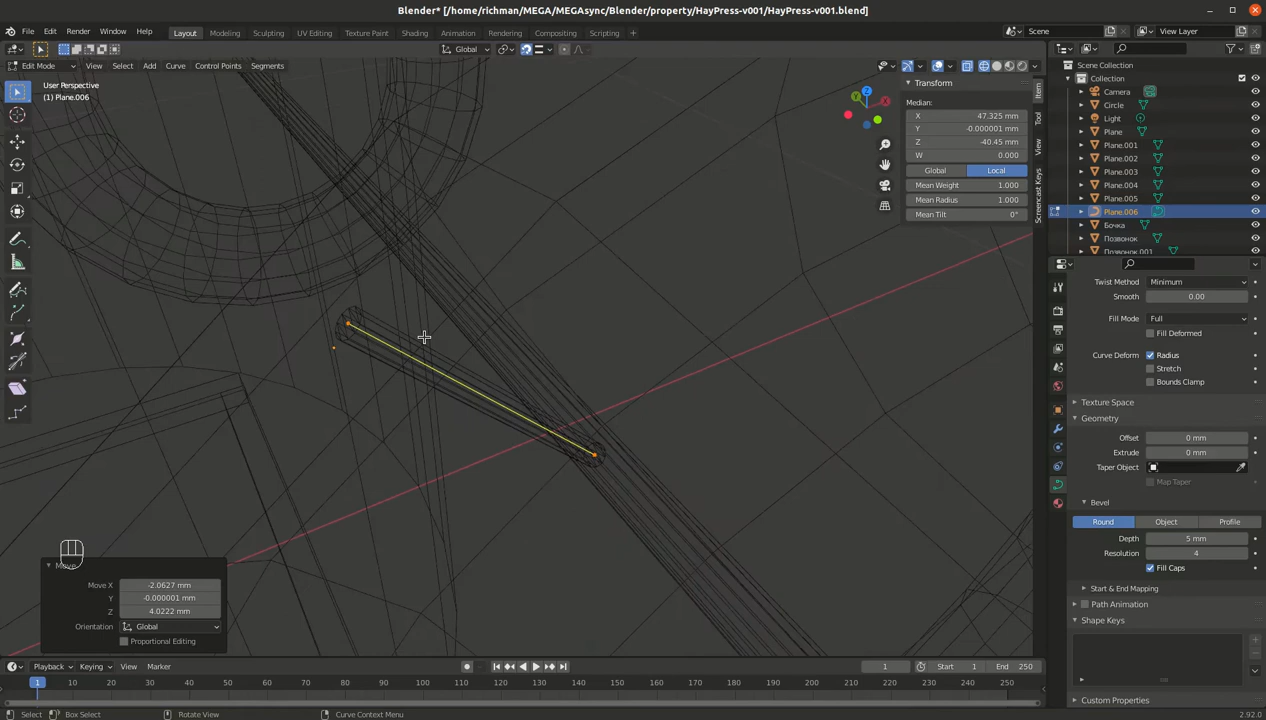 Blender* [/home/richman/MEGA/MEGAsync/Blender/property/HayPress-v001/HayPress-v001.blend]
File Edit Render Window Help Layout Modeling Sculpting UV Editing Texture Paint Shading Animation Rendering Compositing Scripting + Scene View Layer
Global
Edit Mode View Select Add Curve Control Points Segments
User Perspective
(1) Plane.006
X
Y
Z
Transform
Median:
X 47.325 mm
Y -0.000001 mm
Z -40.45 mm
W 0.000
Global Local
Mean Weight 1.000
Mean Radius 1.000
Mean Tilt 0°
Item
Tool
View
Screencast Keys
Scene Collection
Collection
Camera
Circle
Light
Plane
Plane.001
Plane.002
Plane.003
Plane.004
Plane.005
Plane.006
Бочка
Позвонок
Позвонок.001
Twist Method Minimum
Smooth 0.00
Fill Mode Full
Fill Deformed
Curve Deform Radius
Stretch
Bounds Clamp
Texture Space
Geometry
Offset 0 mm
Extrude 0 mm
Taper Object
Map Taper
Bevel
Round Object Profile
Depth 5 mm
Resolution 4
Fill Caps
Start & End Mapping
Path Animation
Shape Keys
Custom Properties
Move
Move X -2.0627 mm
Y -0.000001 mm
Z 4.0222 mm
Orientation Global
Proportional Editing
Playback Keying View Marker 1 Start 1 End 250
1 10 20 30 40 50 60 70 80 90 100 110 120 130 140 150 160 170 180 190 200 210 220 230 240 250
Select Box Select Rotate View Curve Context Menu 2.92.0